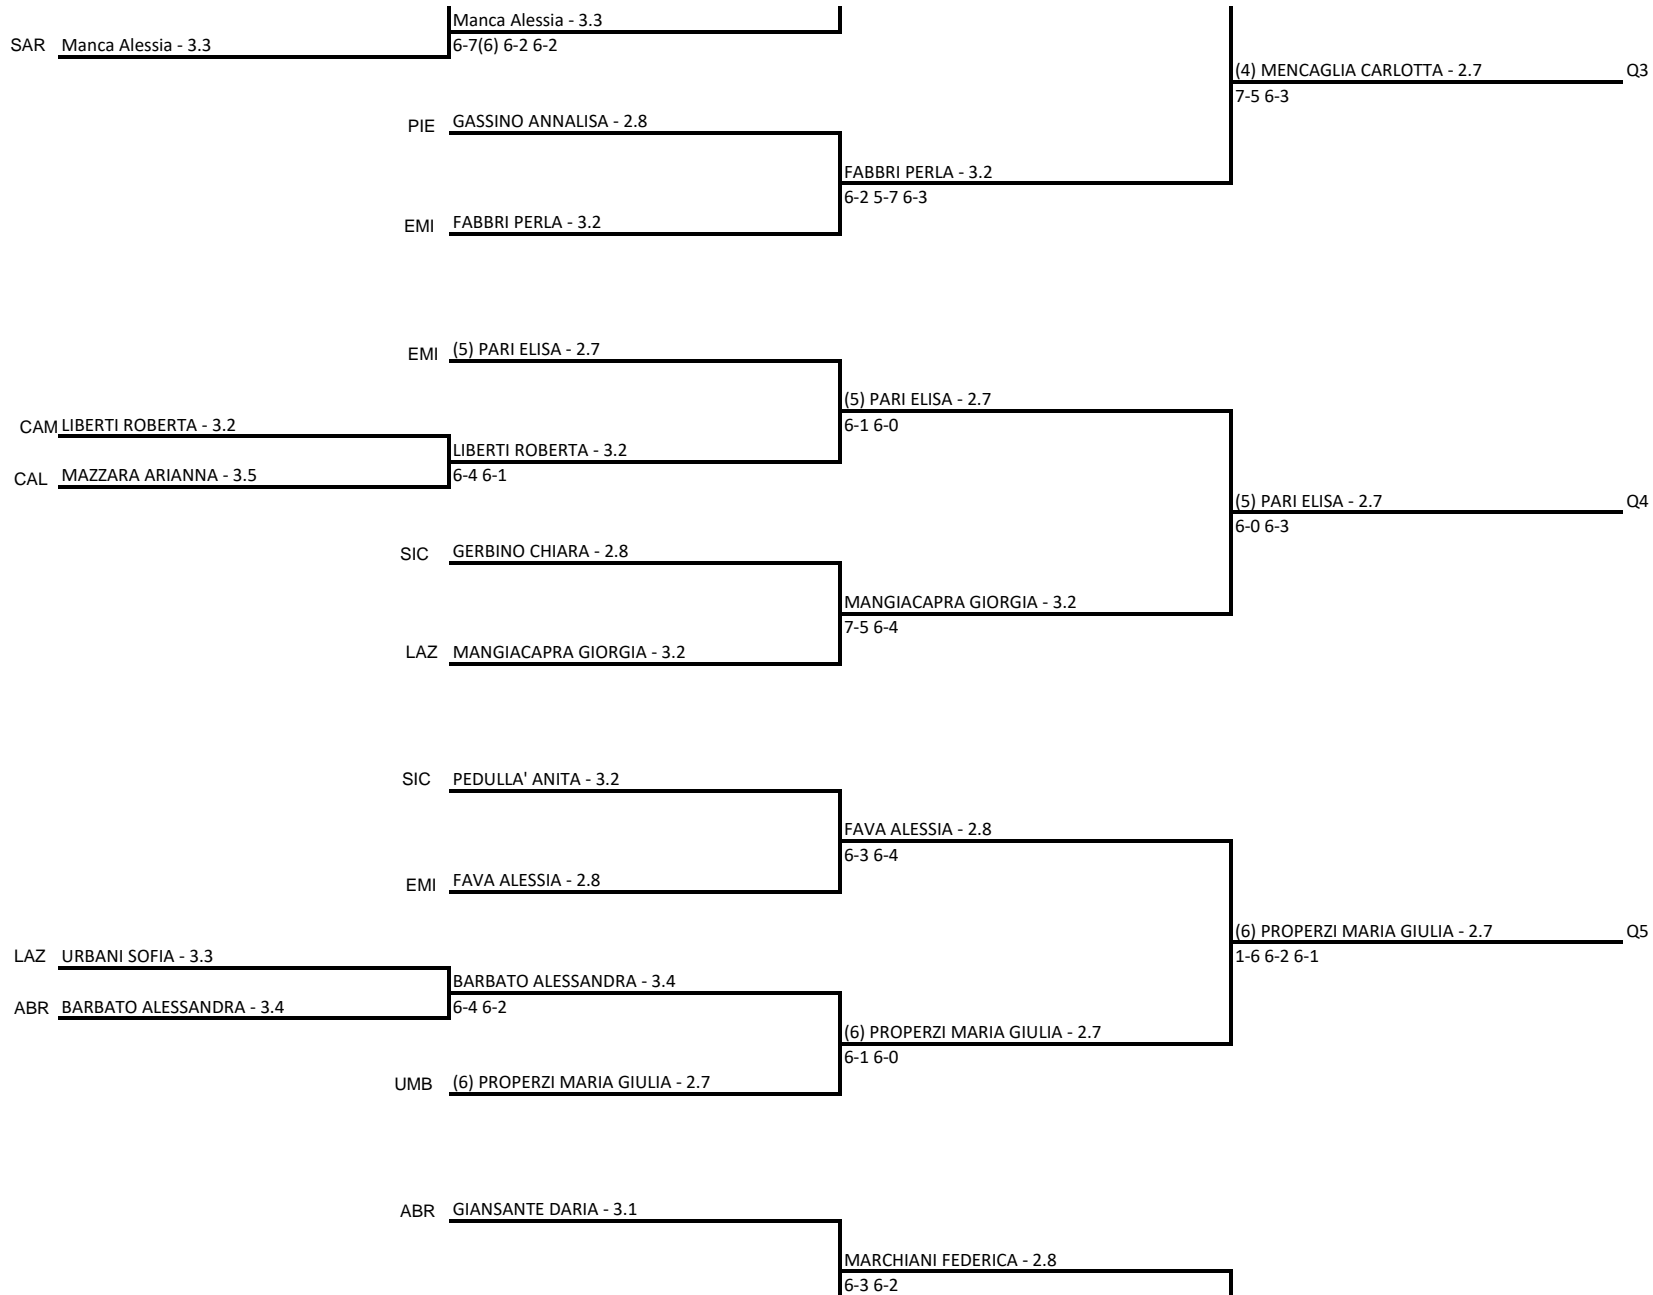 Manca Alessia - 3.3
SAR Manca Alessia - 3.3
6-7(6) 6-2 6-2
(4) MENCAGLIA CARLOTTA - 2.7 Q3
7-5 6-3
PIE GASSINO ANNALISA - 2.8
FABBRI PERLA - 3.2
6-2 5-7 6-3
EMI FABBRI PERLA - 3.2
EMI (5) PARI ELISA - 2.7
(5) PARI ELISA - 2.7
6-1 6-0
CAM LIBERTI ROBERTA - 3.2
LIBERTI ROBERTA - 3.2
6-4 6-1
CAL MAZZARA ARIANNA - 3.5
(5) PARI ELISA - 2.7 Q4
6-0 6-3
SIC GERBINO CHIARA - 2.8
MANGIACAPRA GIORGIA - 3.2
7-5 6-4
LAZ MANGIACAPRA GIORGIA - 3.2
SIC PEDULLA' ANITA - 3.2
FAVA ALESSIA - 2.8
6-3 6-4
EMI FAVA ALESSIA - 2.8
(6) PROPERZI MARIA GIULIA - 2.7 Q5
1-6 6-2 6-1
LAZ URBANI SOFIA - 3.3
BARBATO ALESSANDRA - 3.4
6-4 6-2
ABR BARBATO ALESSANDRA - 3.4
(6) PROPERZI MARIA GIULIA - 2.7
6-1 6-0
UMB (6) PROPERZI MARIA GIULIA - 2.7
ABR GIANSANTE DARIA - 3.1
MARCHIANI FEDERICA - 2.8
6-3 6-2